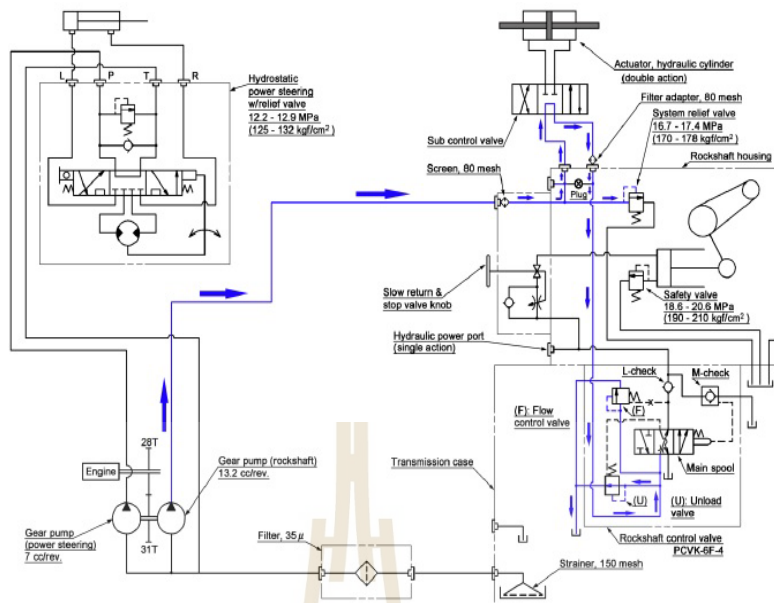 L
P
T
R
Hydrostatic
power steering
w/relief valve
12.2 - 12.9 MPa
(125 - 132 kgf/cm²)
Actuator, hydraulic cylinder
(double action)
Filter adapter, 80 mesh
Sub control valve
System relief valve
16.7 - 17.4 MPa
(170 - 178 kgf/cm²)
Rockshaft housing
Screen, 80 mesh
Plug
Slow return &
stop valve knob
Safety valve
18.6 - 20.6 MPa
(190 - 210 kgf/cm²)
Hydraulic power port
(single action)
L-check
M-check
(F): Flow
control valve
(F)
Main spool
28T
Engine
Gear pump (rockshaft)
13.2 cc/rev.
Transmission case
(U)
(U): Unload
valve
Gear pump
(power steering)
7 cc/rev.
31T
Rockshaft control valve
PCVK-6F-4
Filter, 35μ
Strainer, 150 mesh